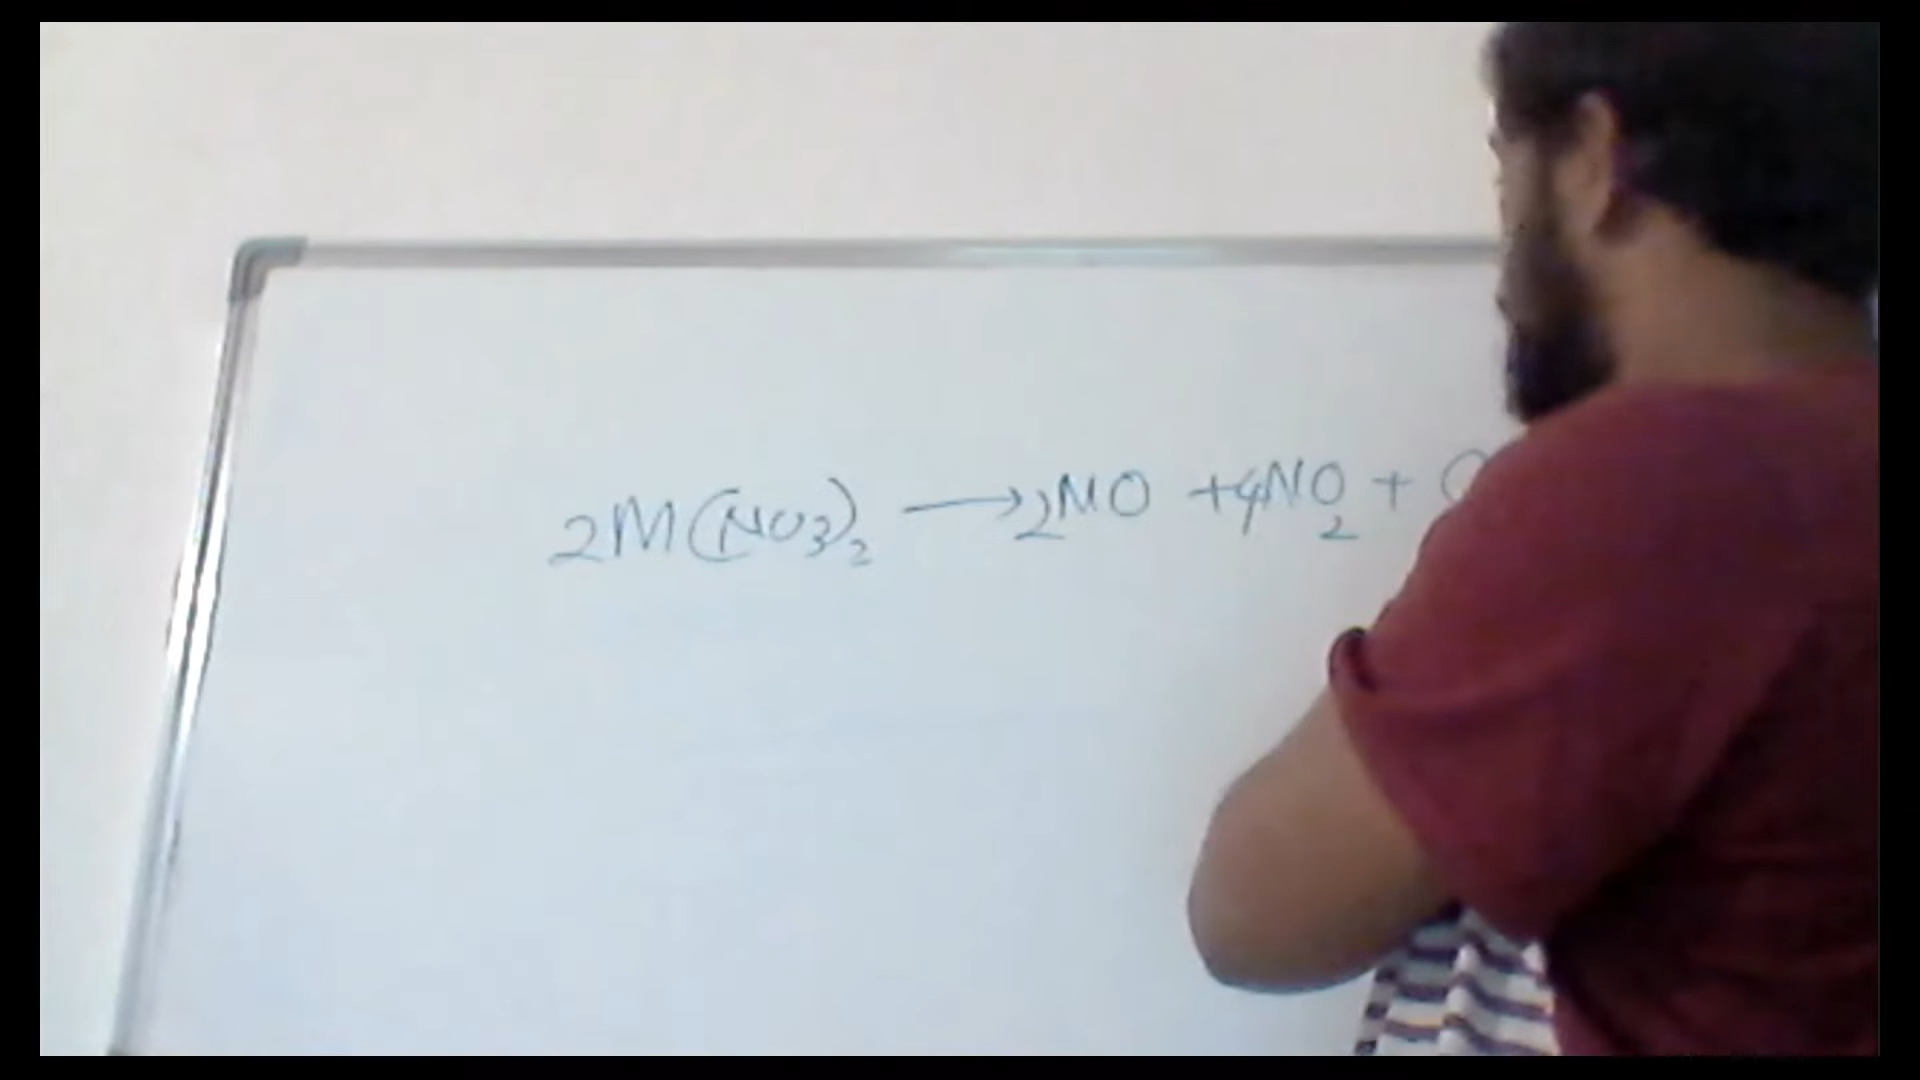 2M(NO3)2 → 2MO + 4NO2 + O